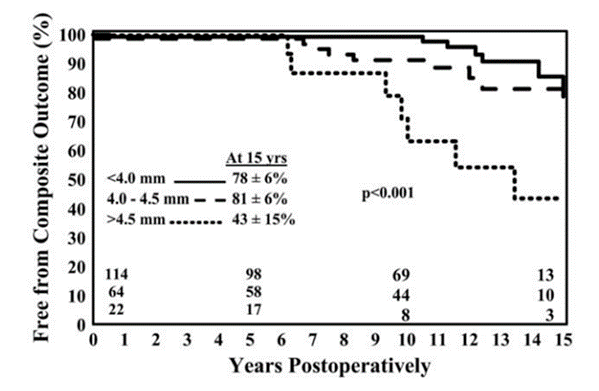 Free from Composite Outcome (%)
100
90
80
70
60
50
40
30
20
10
0
At 15 yrs
<4.0 mm 78 ± 6%
4.0 - 4.5 mm 81 ± 6%
>4.5 mm 43 ± 15%
p<0.001
114 98 69 13
64 58 44 10
22 17 8 3
0 1 2 3 4 5 6 7 8 9 10 11 12 13 14 15
Years Postoperatively